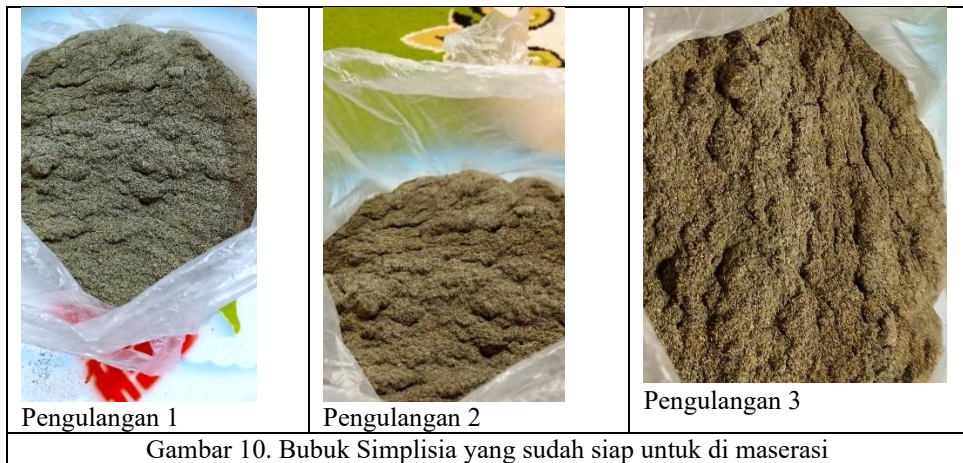 Pengulangan 1
Pengulangan 2
Pengulangan 3
Gambar 10. Bubuk Simplisia yang sudah siap untuk di maserasi